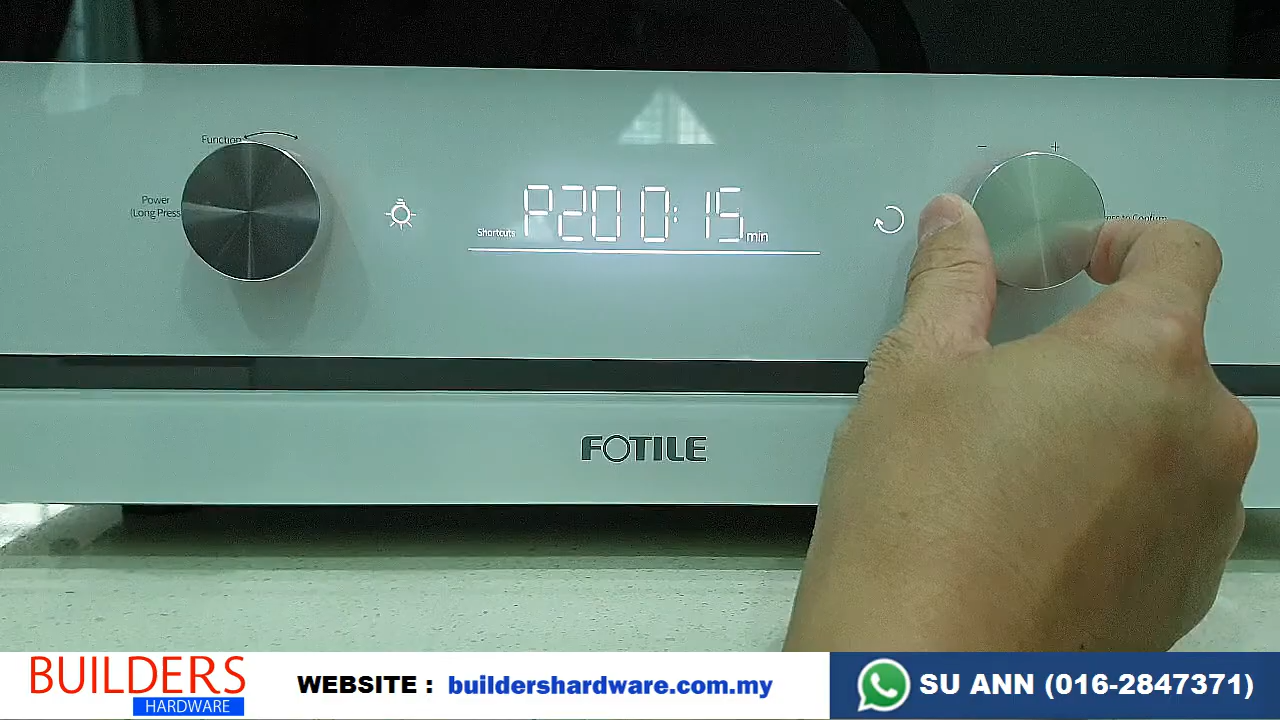 Function
− +
Power
(Long Press
P20 0:15 min
Shortcuts
FOTILE
BUILDERS
HARDWARE
WEBSITE : buildershardware.com.my
SU ANN (016-2847371)